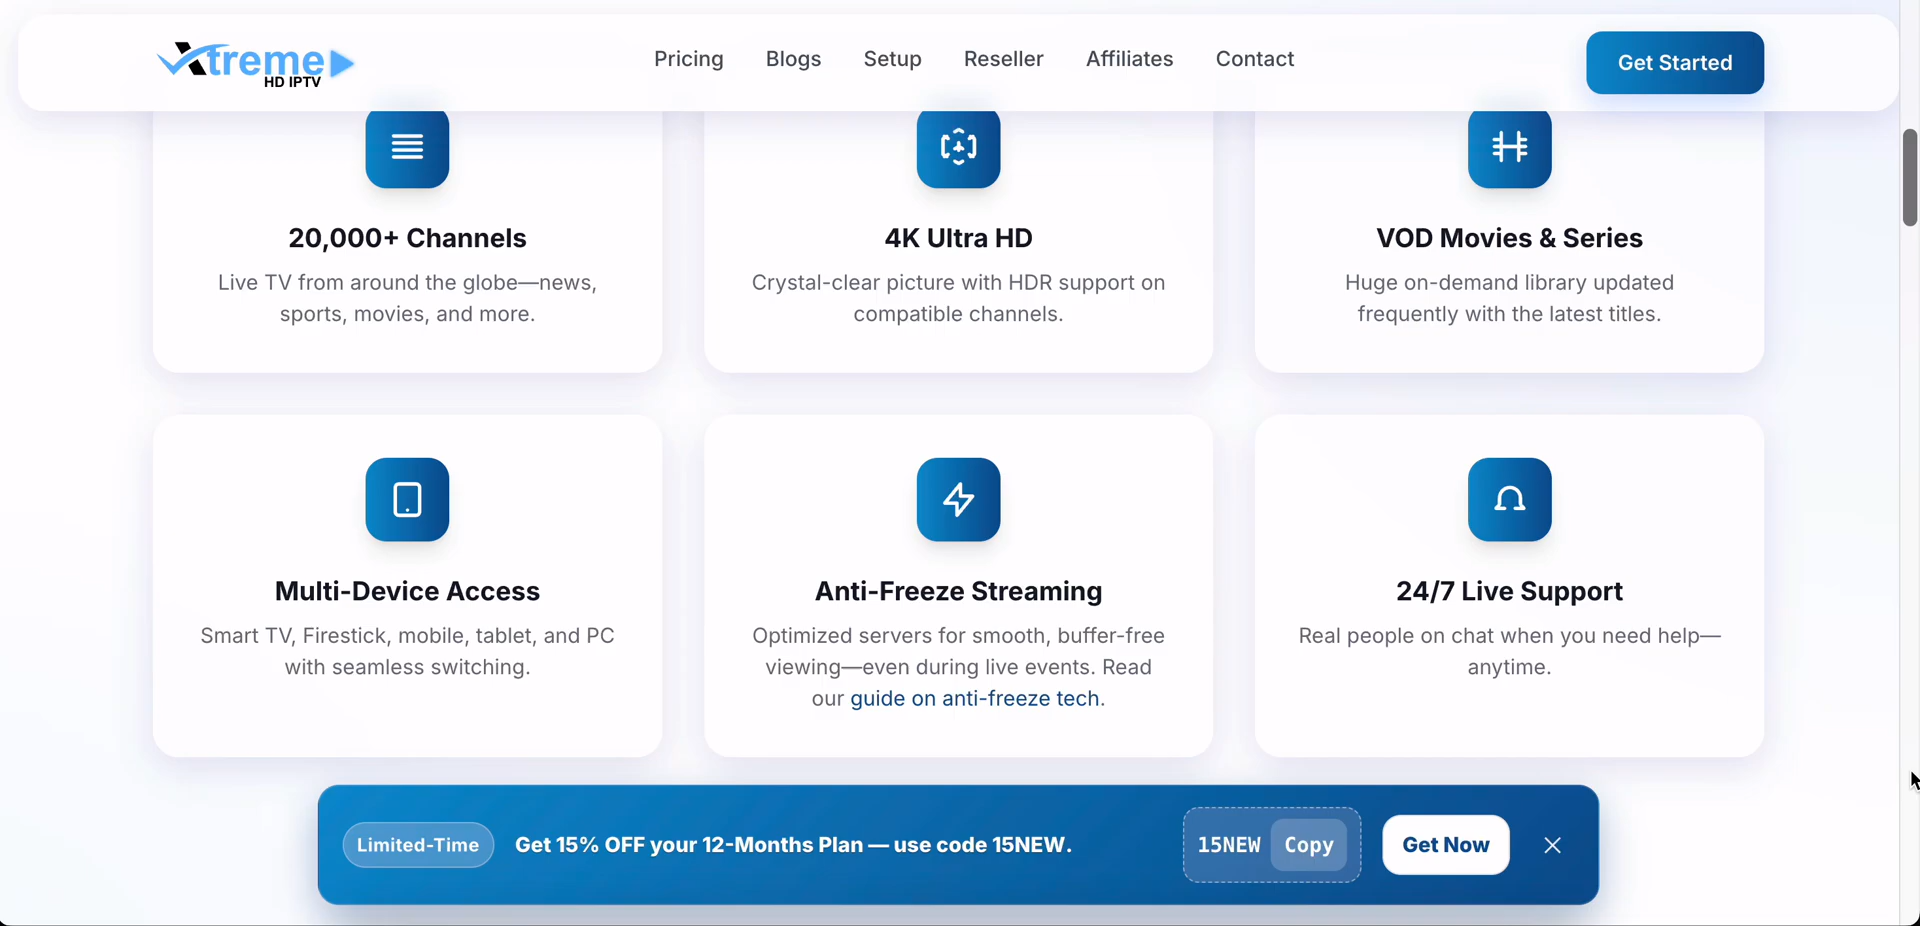 Xtreme
HD IPTV
Pricing
Blogs
Setup
Reseller
Affiliates
Contact
Get Started
20,000+ Channels
Live TV from around the globe—news,
sports, movies, and more.
4K Ultra HD
Crystal-clear picture with HDR support on
compatible channels.
VOD Movies & Series
Huge on-demand library updated
frequently with the latest titles.
Multi-Device Access
Smart TV, Firestick, mobile, tablet, and PC
with seamless switching.
Anti-Freeze Streaming
Optimized servers for smooth, buffer-free
viewing—even during live events. Read
our guide on anti-freeze tech.
24/7 Live Support
Real people on chat when you need help—
anytime.
Limited-Time
Get 15% OFF your 12-Months Plan — use code 15NEW.
15NEW
Copy
Get Now